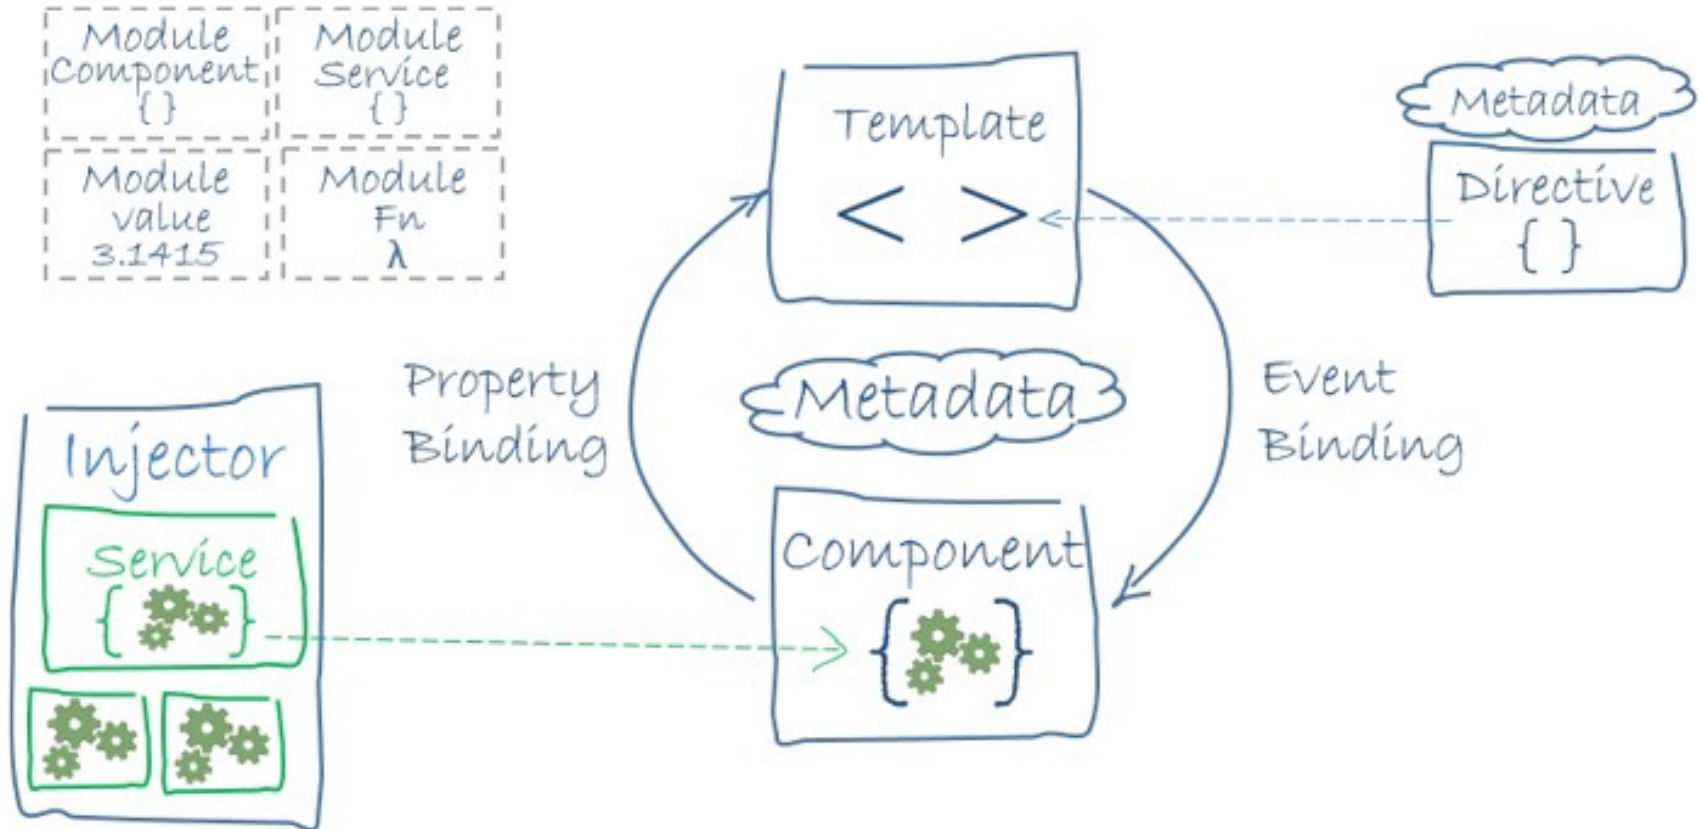 Module
Component
{ }
Module
Service
{ }
Module
value
3.1415
Module
Fn
λ
Template
< >
Metadata
Directive
{ }
Property
Binding
Metadata
Event
Binding
Injector
Service
{ }
Component
{ }